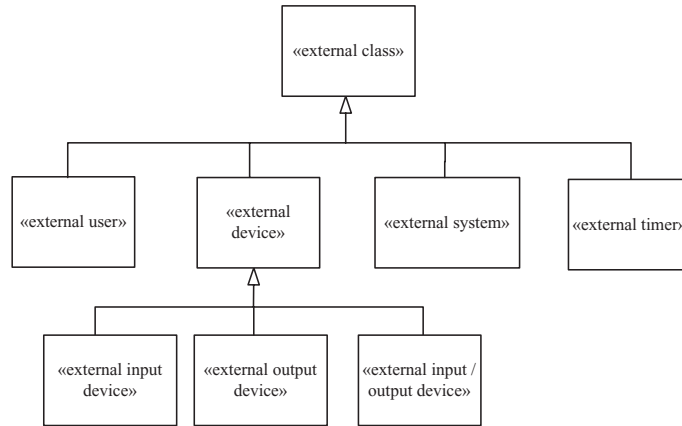 «external class»
«external user»
«external
device»
«external system»
«external timer»
«external input
device»
«external output
device»
«external input /
output device»